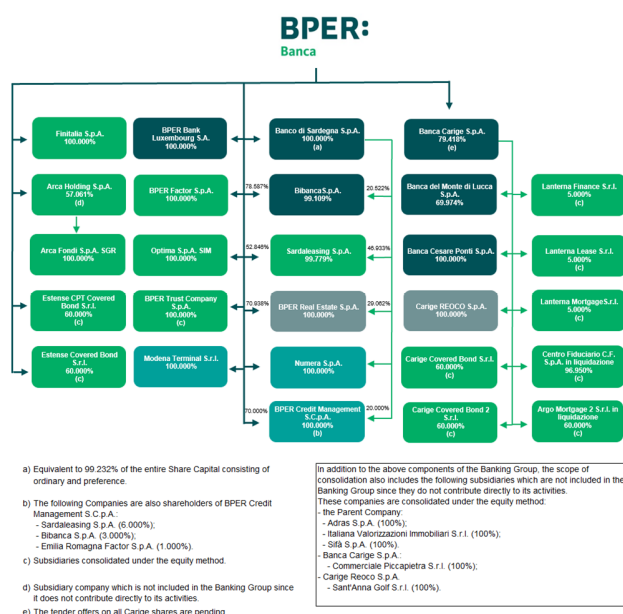 BPER:
Banca
Finitalia S.p.A.
100.000%
BPER Bank
Luxembourg S.A.
100.000%
Banco di Sardegna S.p.A.
100.000%
(a)
Banca Carige S.p.A.
79.418%
(e)
Arca Holding S.p.A.
57.061%
(d)
BPER Factor S.p.A.
100.000%
78.587%
BibancaS.p.A.
99.109%
20.522%
Banca del Monte di Lucca
S.p.A.
69.974%
Lanterna Finance S.r.l.
5.000%
(c)
Arca Fondi S.p.A. SGR
100.000%
Optima S.p.A. SIM
100.000%
52.846%
Sardaleasing S.p.A.
99.779%
46.933%
Banca Cesare Ponti S.p.A.
100.000%
Lanterna Lease S.r.l.
5.000%
(c)
Estense CPT Covered
Bond S.r.l.
60.000%
(c)
BPER Trust Company
S.p.A.
100.000%
(c)
70.938%
BPER Real Estate S.p.A.
100.000%
29.062%
Carige REOCO S.p.A.
100.000%
Lanterna MortgageS.r.l.
5.000%
(c)
Estense Covered Bond
S.r.l.
60.000%
(c)
Modena Terminal S.r.l.
100.000%
Numera S.p.A.
100.000%
Carige Covered Bond S.r.l.
60.000%
(c)
Centro Fiduciario C.F.
S.p.A. in liquidazione
96.950%
(c)
70.000%
BPER Credit Management
S.C.p.A.
100.000%
(b)
20.000%
Carige Covered Bond 2
S.r.l.
60.000%
(c)
Argo Mortgage 2 S.r.l. in
liquidazione
60.000%
(c)
a) Equivalent to 99.232% of the entire Share Capital consisting of
ordinary and preference.
b) The following Companies are also shareholders of BPER Credit
Management S.C.p.A.:
- Sardaleasing S.p.A. (6.000%);
- Bibanca S.p.A. (3.000%);
- Emilia Romagna Factor S.p.A. (1.000%).
c) Subsidiaries consolidated under the equity method.
d) Subsidiary company which is not included in the Banking Group since
it does not contribute directly to its activities.
e) The tender offers on all Carige shares are pending
In addition to the above components of the Banking Group, the scope of
consolidation also includes the following subsidiaries which are not included in the
Banking Group since they do not contribute directly to its activities.
These companies are consolidated under the equity method:
- the Parent Company:
- Adras S.p.A. (100%);
- Italiana Valorizzazioni Immobiliari S.r.l. (100%);
- Sifà S.p.A. (100%).
- Banca Carige S.p.A.:
- Commerciale Piccapietra S.r.l. (100%);
- Carige Reoco S.p.A.
- Sant'Anna Golf S.r.l. (100%).